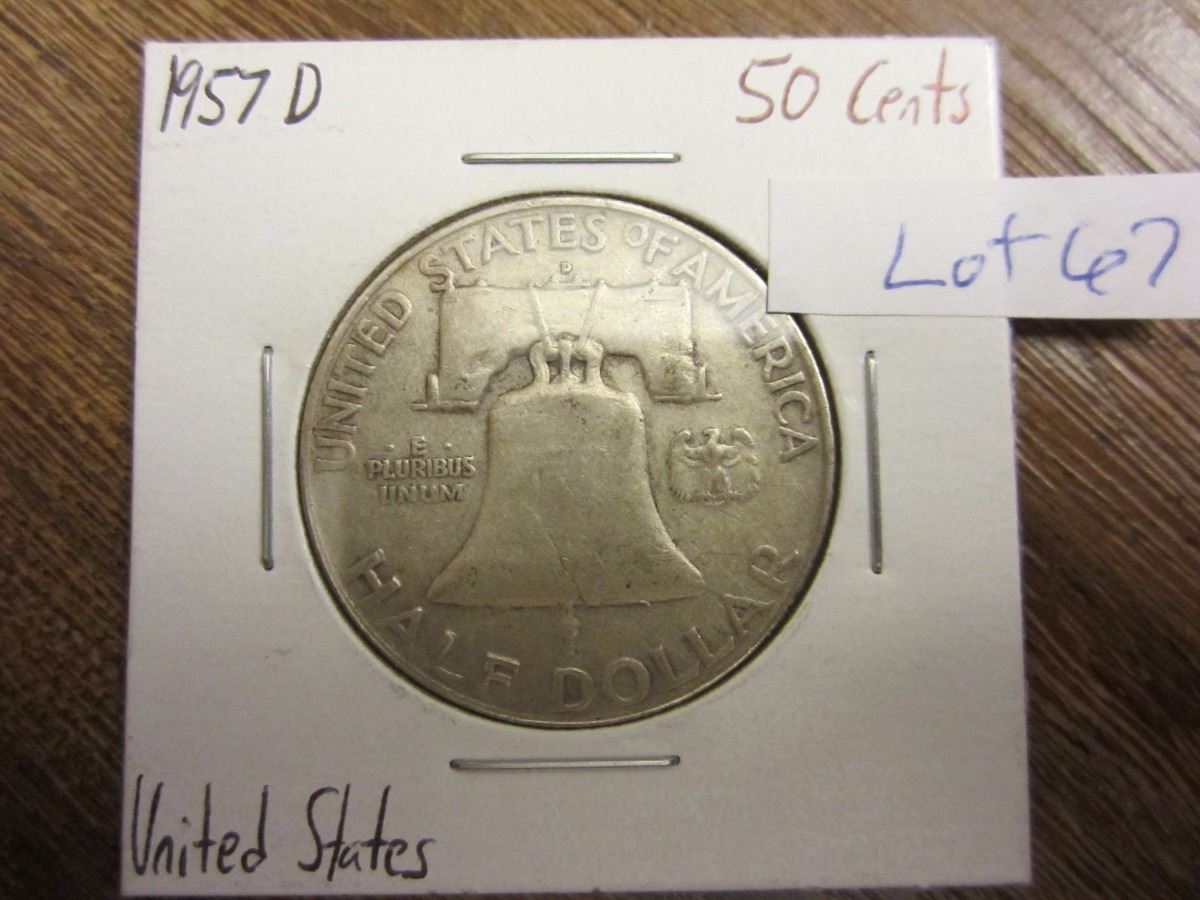 1957 D
50 Cents
Lot 67
UNITED STATES OF AMERICA
D
E
PLURIBUS
UNUM
HALF DOLLAR
United States